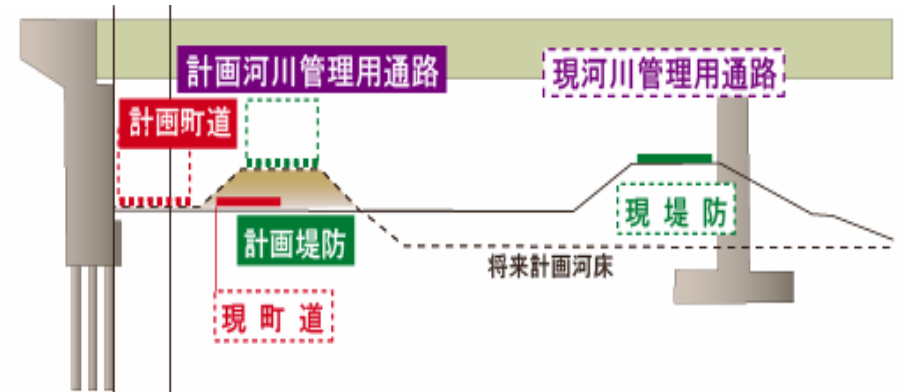 計画河川管理用通路
現河川管理用通路
計画町道
現堤防
計画堤防
将来計画河床
現町道